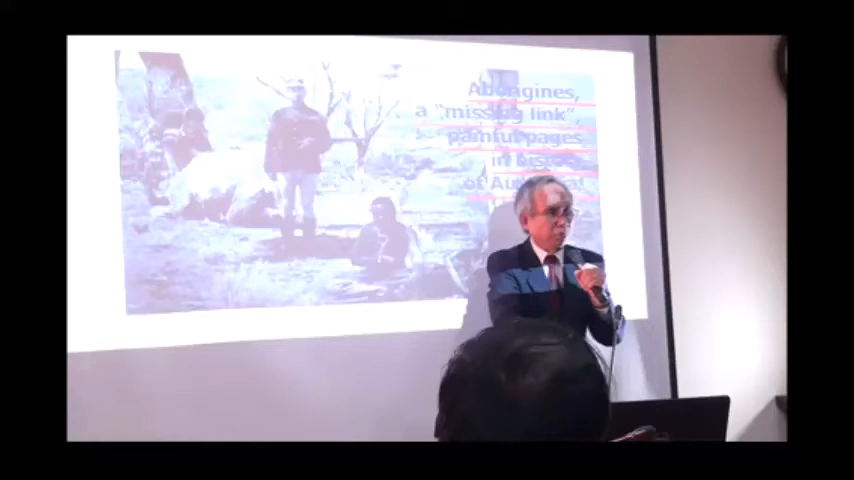 Aborigines,
a "missing link",
painful pages
in
of